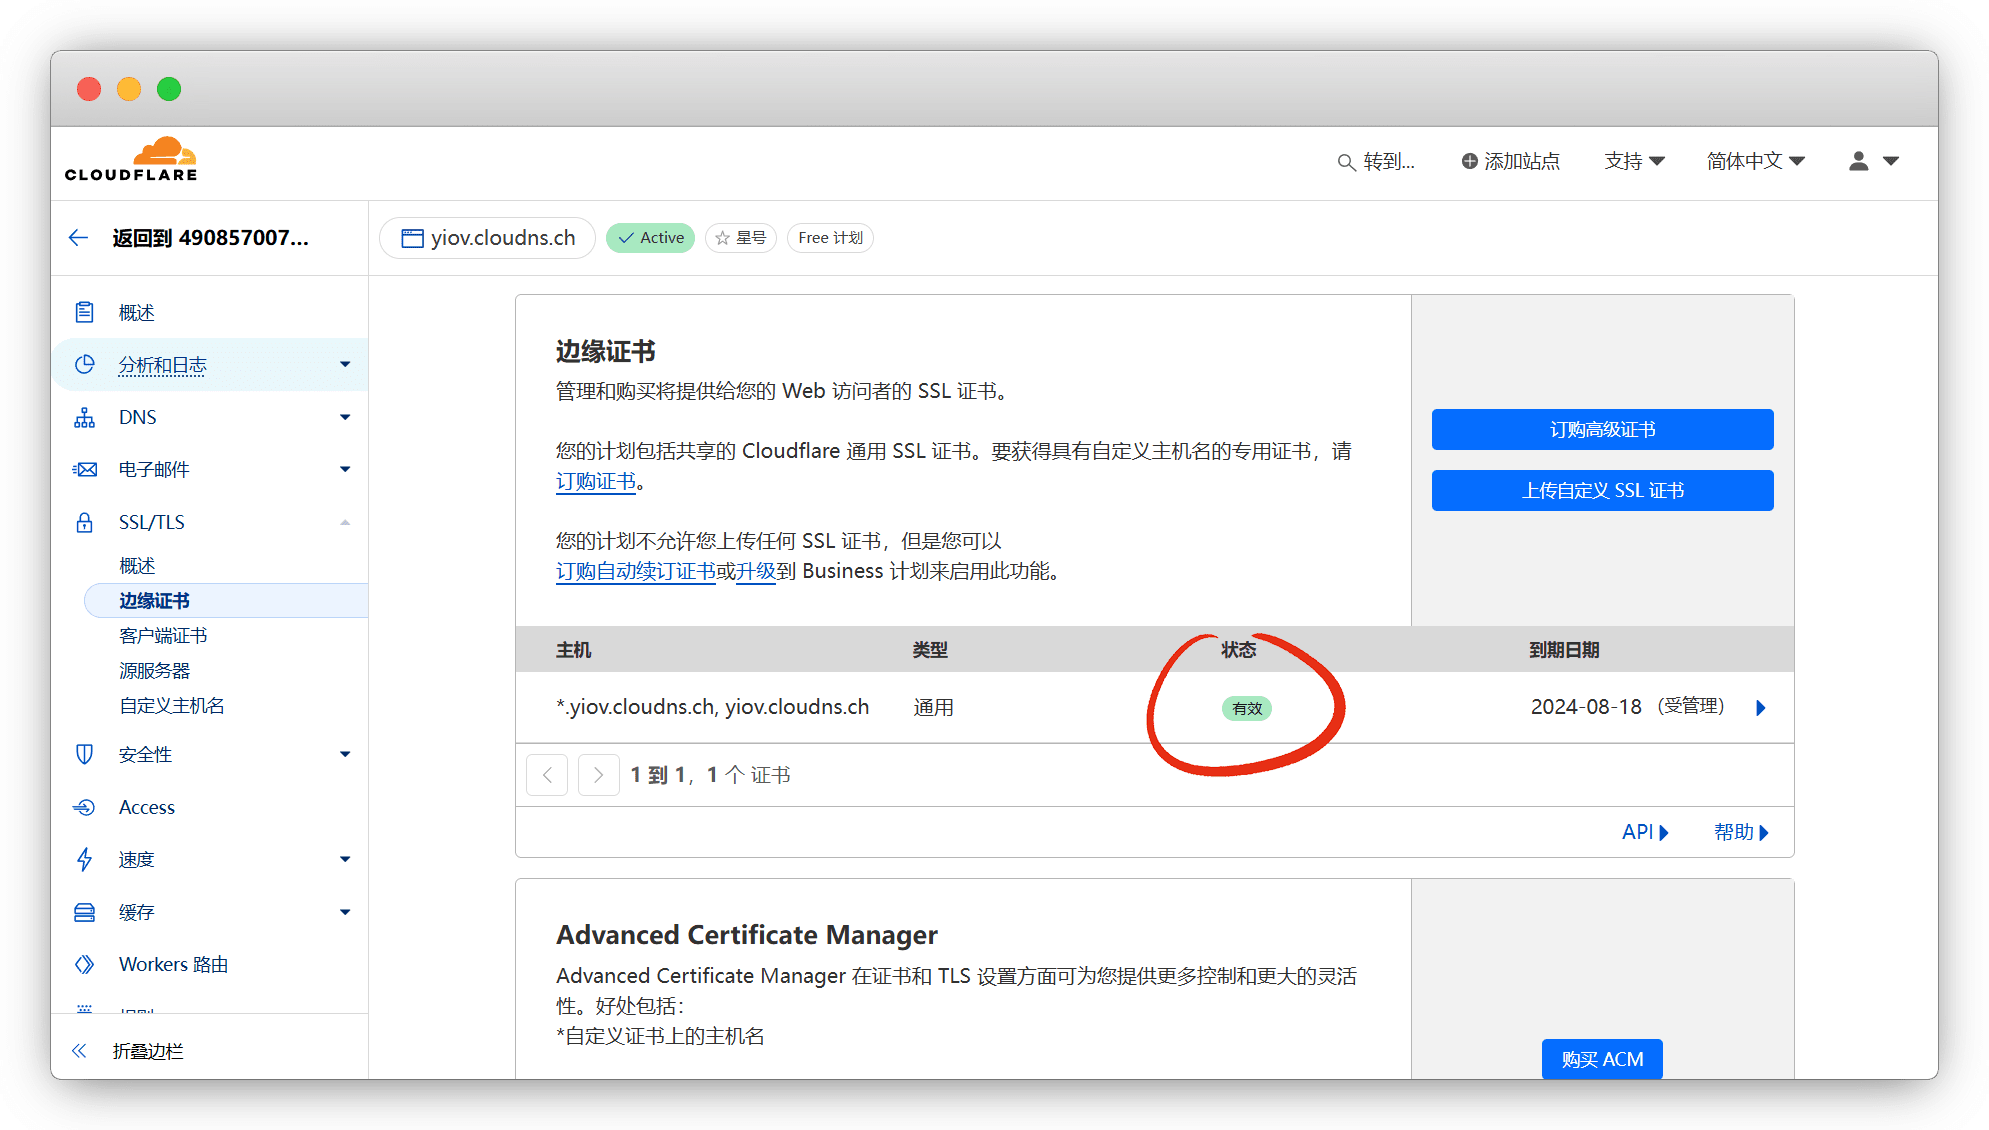 CLOUDFLARE
转到...
添加站点
支持
简体中文
返回到 490857007...
yiov.cloudns.ch
Active
星号
Free 计划
概述
分析和日志
DNS
电子邮件
SSL/TLS
概述
边缘证书
客户端证书
源服务器
自定义主机名
安全性
Access
速度
缓存
Workers 路由
折叠边栏
边缘证书
管理和购买将提供给您的 Web 访问者的 SSL 证书。
您的计划包括共享的 Cloudflare 通用 SSL 证书。要获得具有自定义主机名的专用证书，请
订购证书。
您的计划不允许您上传任何 SSL 证书，但是您可以
订购自动续订证书或升级到 Business 计划来启用此功能。
订购高级证书
上传自定义 SSL 证书
主机 类型 状态 到期日期
*.yiov.cloudns.ch, yiov.cloudns.ch 通用 有效 2024-08-18 （受管理）
1 到 1，1 个 证书
API 帮助
Advanced Certificate Manager
Advanced Certificate Manager 在证书和 TLS 设置方面可为您提供更多控制和更大的灵活
性。好处包括：
*自定义证书上的主机名
购买 ACM